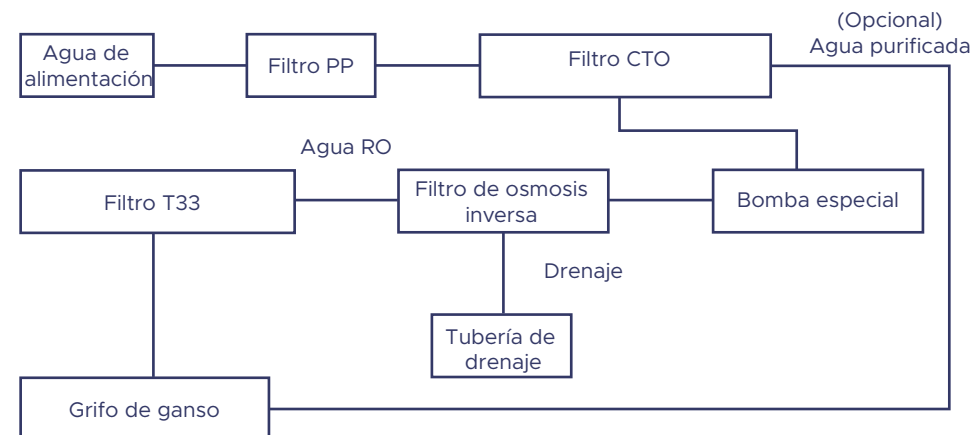 (Opcional)
Agua purificada
Agua de
alimentación
Filtro PP
Filtro CTO
Agua RO
Filtro T33
Filtro de osmosis
inversa
Bomba especial
Drenaje
Tubería de
drenaje
Grifo de ganso